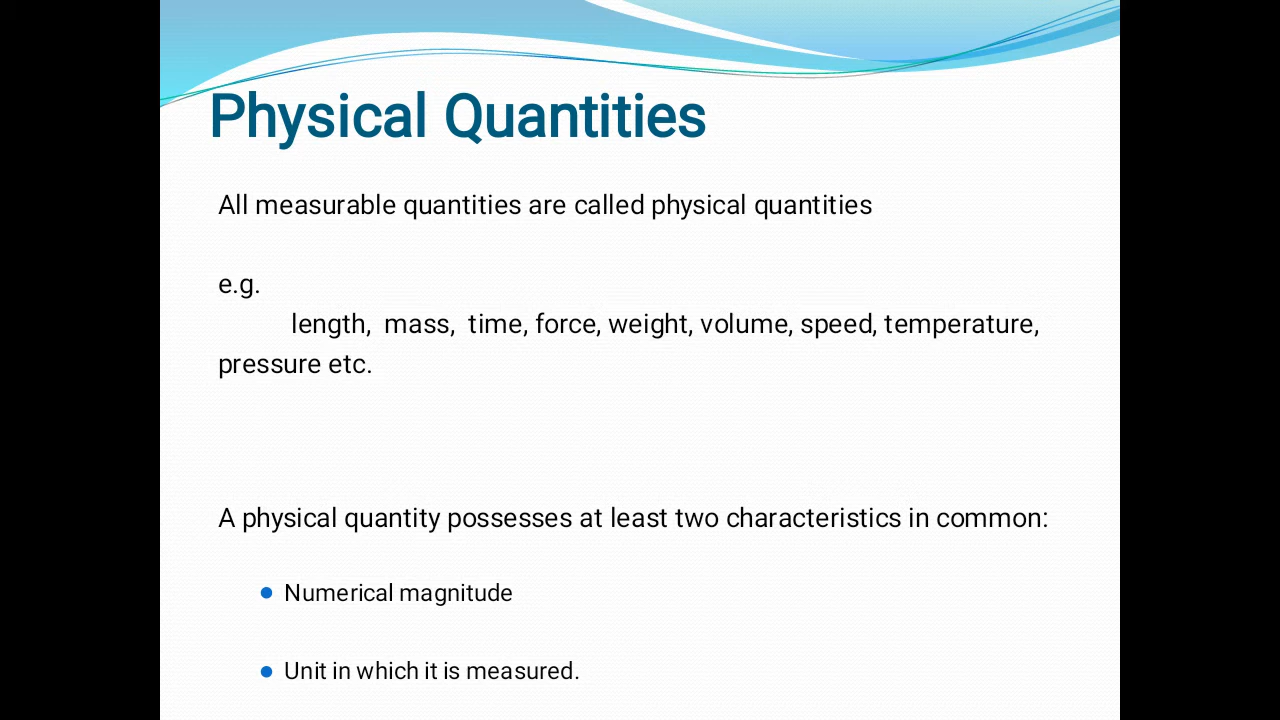 Physical Quantities
All measurable quantities are called physical quantities
e.g.
length, mass, time, force, weight, volume, speed, temperature,
pressure etc.
A physical quantity possesses at least two characteristics in common:
Numerical magnitude
Unit in which it is measured.